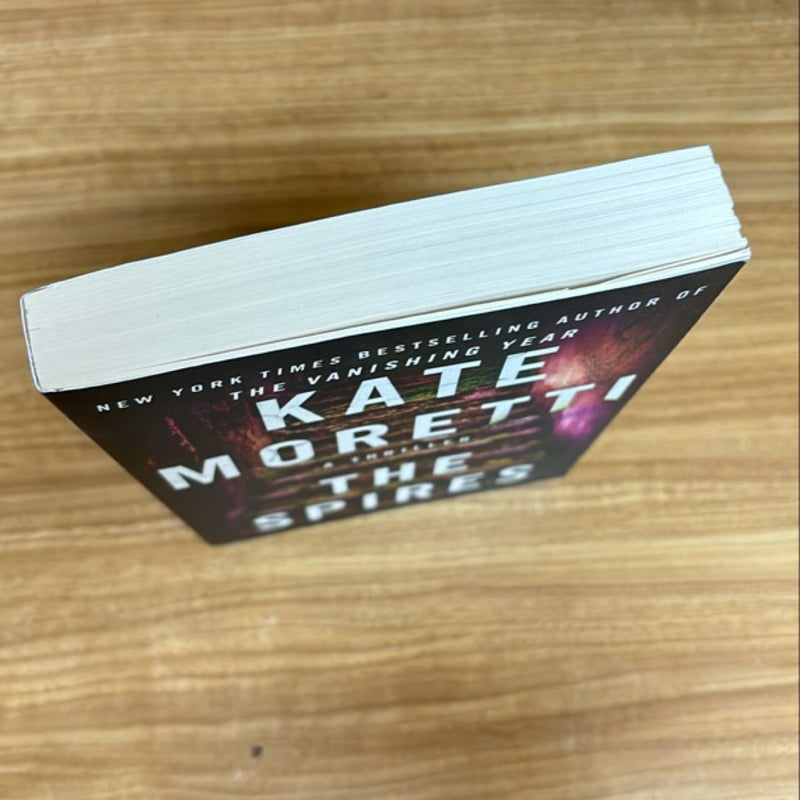 NEW YORK TIMES BESTSELLING AUTHOR OF
THE VANISHING YEAR
KATE
MORETTI
A THRILLER
THE
SPIRES